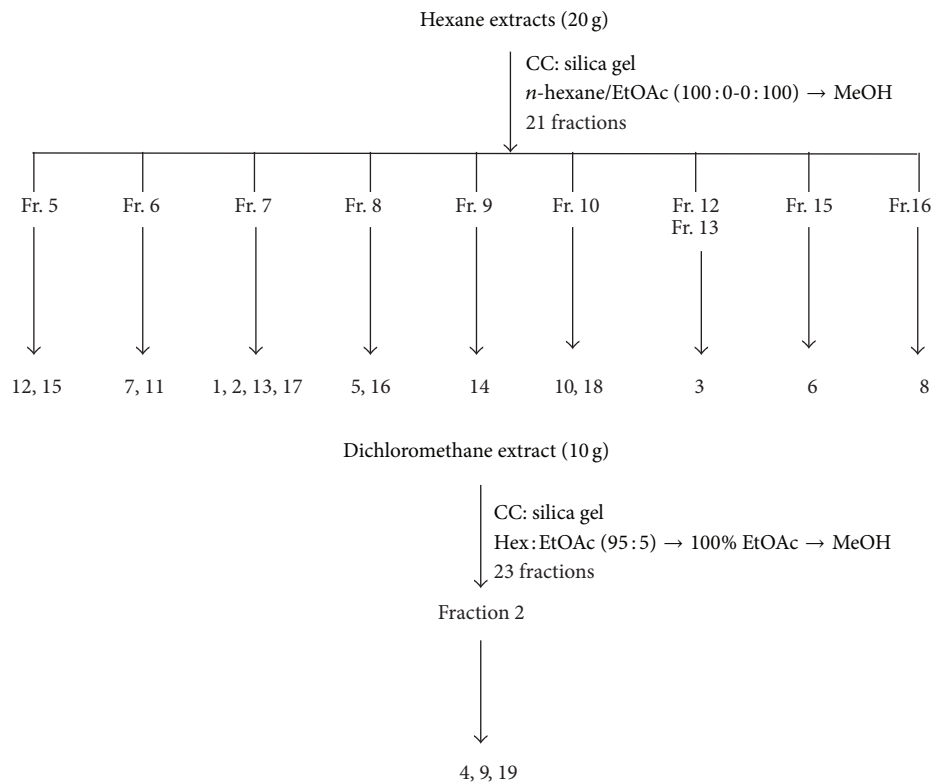 Hexane extracts (20 g)
CC: silica gel
n-hexane/EtOAc (100:0-0:100) → MeOH
21 fractions
Fr. 5 Fr. 6 Fr. 7 Fr. 8 Fr. 9 Fr. 10 Fr. 12 Fr. 15 Fr.16
Fr. 13
12, 15 7, 11 1, 2, 13, 17 5, 16 14 10, 18 3 6 8
Dichloromethane extract (10 g)
CC: silica gel
Hex:EtOAc (95:5) → 100% EtOAc → MeOH
23 fractions
Fraction 2
4, 9, 19